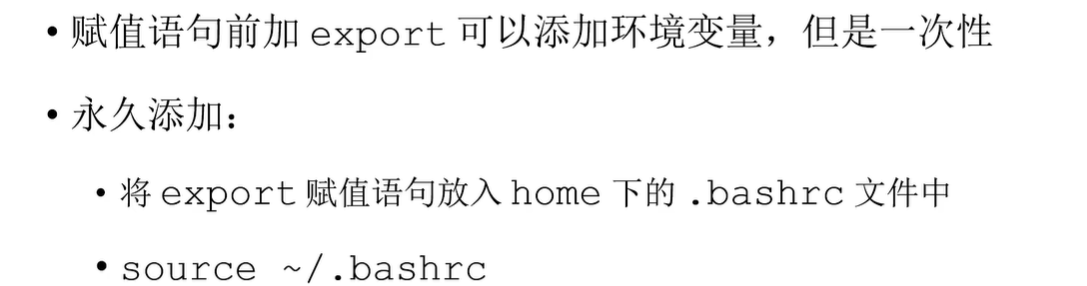 • 赋值语句前加 export 可以添加环境变量，但是一次性
• 永久添加：
• 将 export 赋值语句放入 home 下的 .bashrc 文件中
• source ~/.bashrc